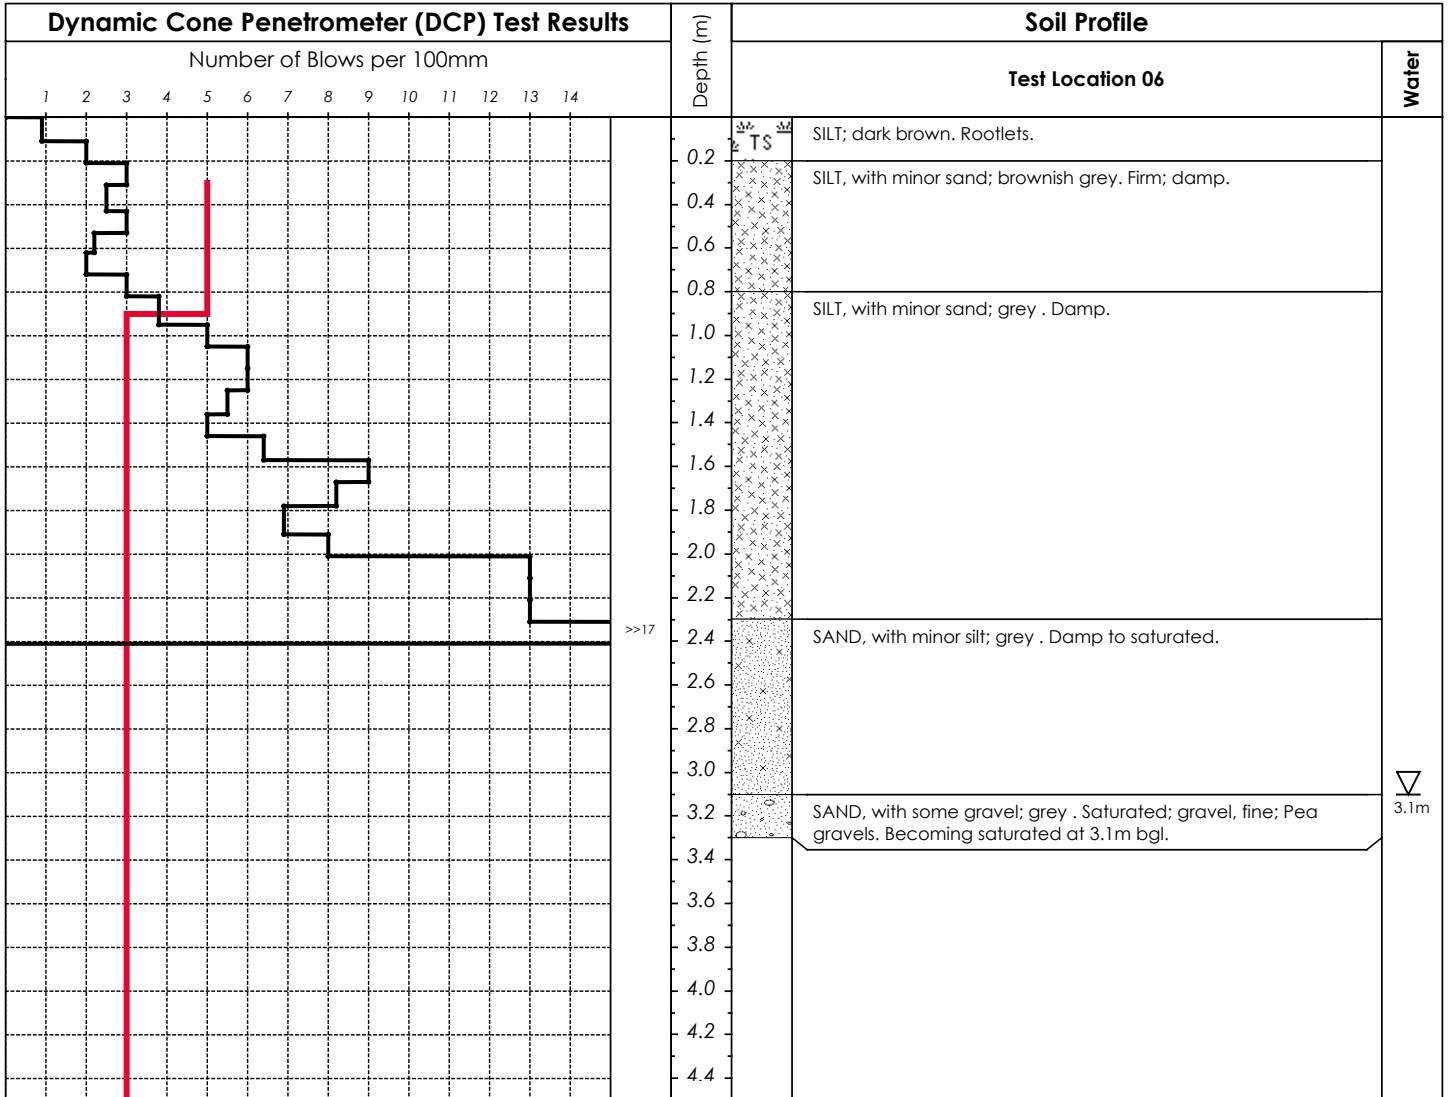 Dynamic Cone Penetrometer (DCP) Test Results
Number of Blows per 100mm
1 2 3 4 5 6 7 8 9 10 11 12 13 14
>>17
Depth (m)
0.2
0.4
0.6
0.8
1.0
1.2
1.4
1.6
1.8
2.0
2.2
2.4
2.6
2.8
3.0
3.2
3.4
3.6
3.8
4.0
4.2
4.4
Soil Profile
Test Location 06
Water
TS
SILT; dark brown. Rootlets.
SILT, with minor sand; brownish grey. Firm; damp.
SILT, with minor sand; grey . Damp.
SAND, with minor silt; grey . Damp to saturated.
SAND, with some gravel; grey . Saturated; gravel, fine; Pea
gravels. Becoming saturated at 3.1m bgl.
3.1m